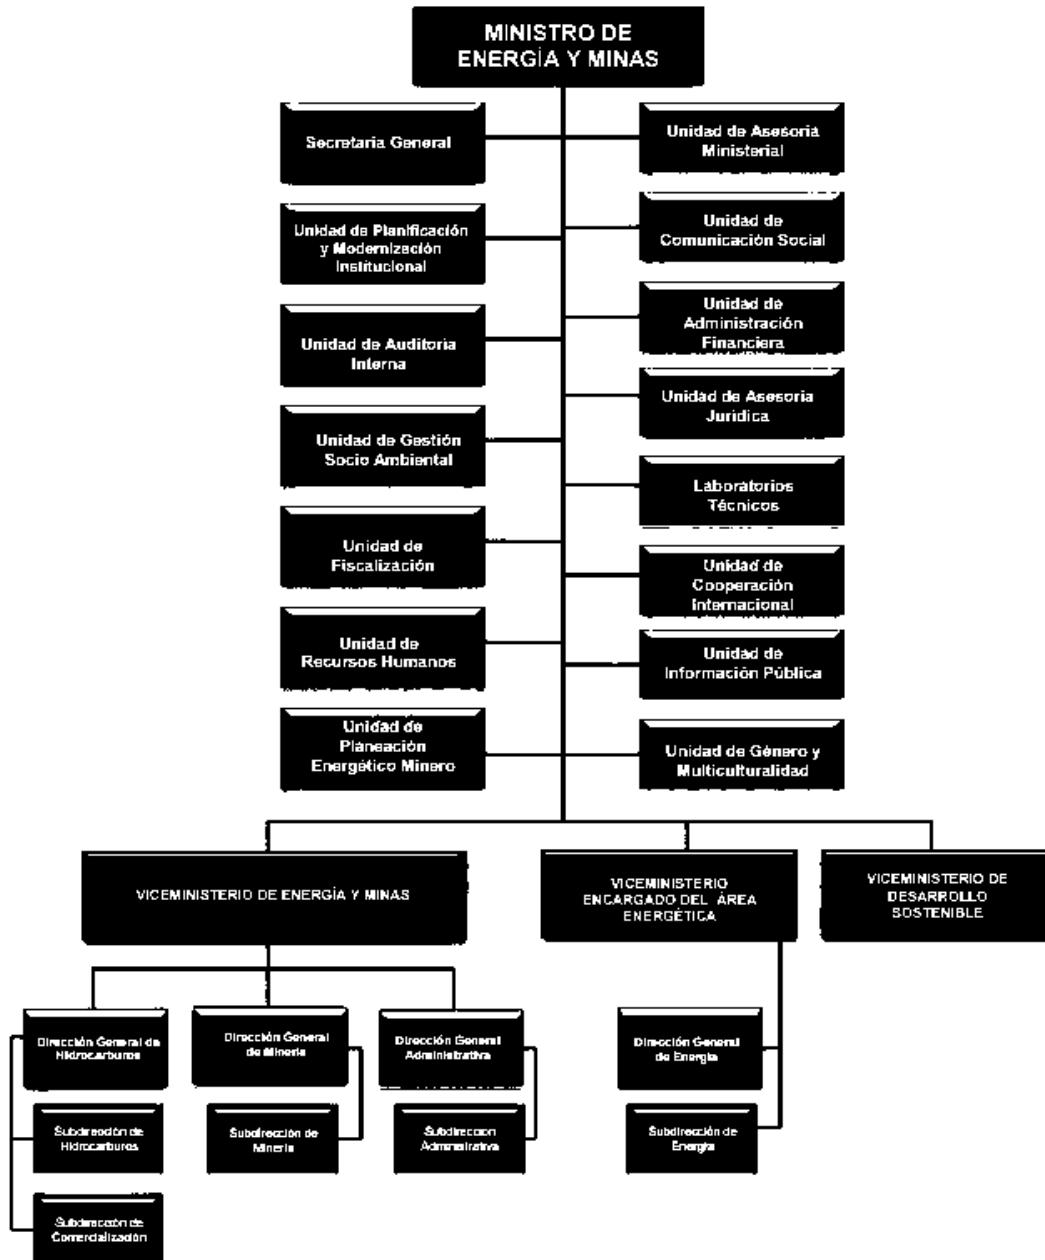 MINISTRO DE
ENERGÍA Y MINAS
Secretaria General
Unidad de Asesoria
Ministerial
Unidad de Planificación
y Modernización
Institucional
Unidad de
Comunicación Social
Unidad de Auditoria
Interna
Unidad de
Administración
Financiera
Unidad de Asesoria
Jurídica
Unidad de Gestión
Socio Ambiental
Laboratorios
Técnicos
Unidad de
Fiscalización
Unidad de
Cooperación
Internacional
Unidad de
Recursos Humanos
Unidad de
Información Pública
Unidad de
Planeación
Energético Minero
Unidad de Género y
Multiculturalidad
VICEMINISTERIO DE ENERGÍA Y MINAS
VICEMINISTERIO
ENCARGADO DEL ÁREA
ENERGÉTICA
VICEMINISTERIO DE
DESARROLLO
SOSTENIBLE
Dirección General de
Hidrocarburos
Dirección General
de Minería
Dirección General
Administrativa
Dirección General
de Energía
Subdirección de
Hidrocarburos
Subdirección de
Minería
Subdireccion
Administrativa
Subdirección de
Energía
Subdirección de
Comercialización